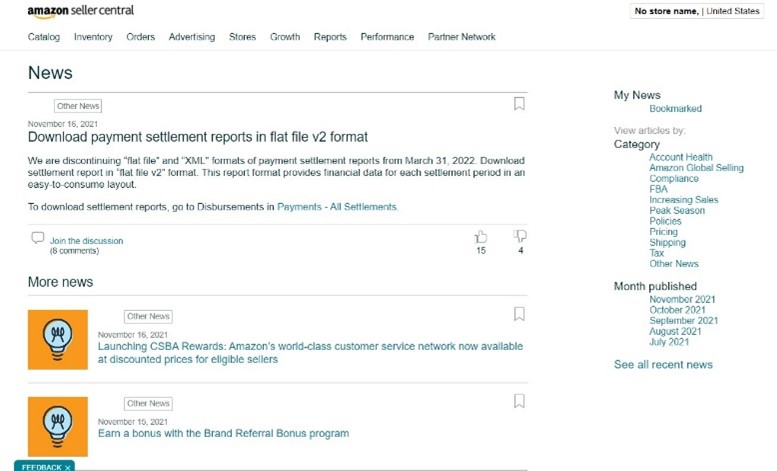 amazon seller central
No store name, | United States
Catalog Inventory Orders Advertising Stores Growth Reports Performance Partner Network
News
Other News
November 16, 2021
Download payment settlement reports in flat file v2 format
We are discontinuing "flat file" and "XML" formats of payment settlement reports from March 31, 2022. Download
settlement report in "flat file v2" format. This report format provides financial data for each settlement period in an
easy-to-consume layout.
To download settlement reports, go to Disbursements in Payments - All Settlements.
Join the discussion
(8 comments)
15 4
More news
Other News
November 16, 2021
Launching CSBA Rewards: Amazon's world-class customer service network now available
at discounted prices for eligible sellers
Other News
November 15, 2021
Earn a bonus with the Brand Referral Bonus program
FEEDBACK ×
My News
Bookmarked
View articles by:
Category
Account Health
Amazon Global Selling
Compliance
FBA
Increasing Sales
Peak Season
Policies
Pricing
Shipping
Tax
Other News
Month published
November 2021
October 2021
September 2021
August 2021
July 2021
See all recent news